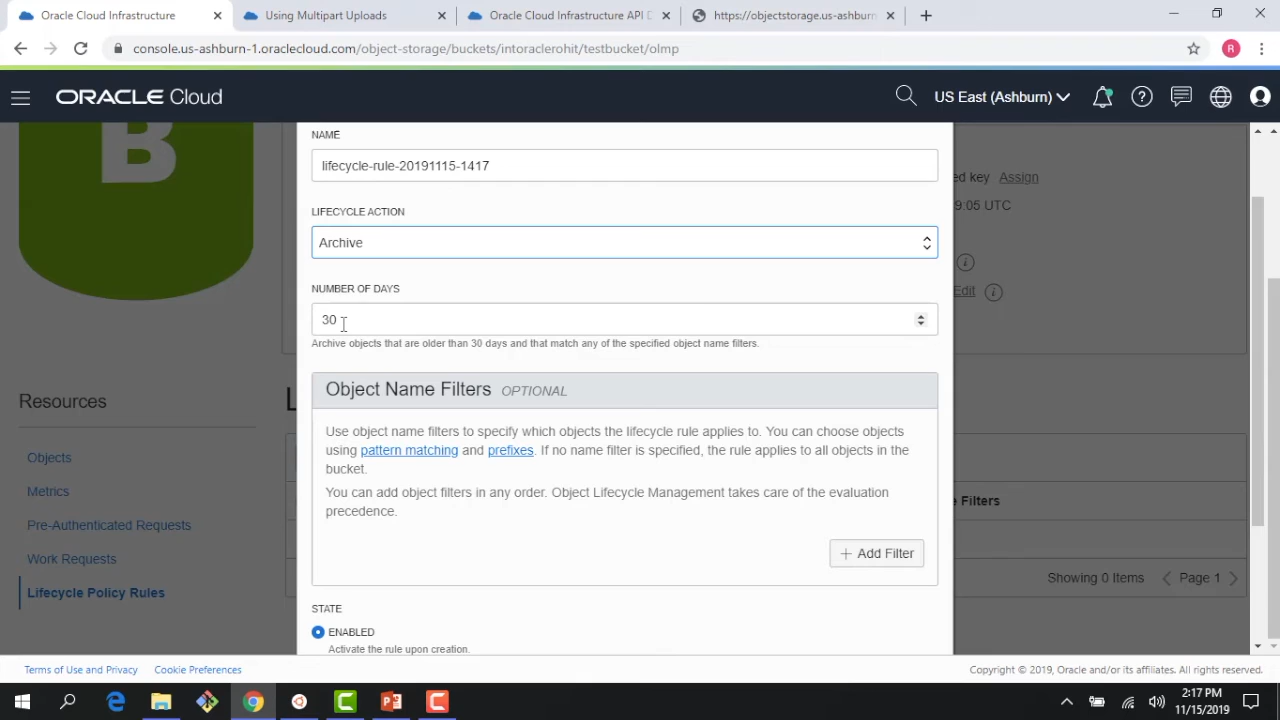 Oracle Cloud Infrastructure
Using Multipart Uploads
Oracle Cloud Infrastructure API D
https://objectstorage.us-ashburn
console.us-ashburn-1.oraclecloud.com/object-storage/buckets/intoraclerohit/testbucket/olmp
R
ORACLE Cloud
US East (Ashburn)
B
NAME
lifecycle-rule-20191115-1417
ed key Assign
9:05 UTC
LIFECYCLE ACTION
Archive
Edit
NUMBER OF DAYS
30
Archive objects that are older than 30 days and that match any of the specified object name filters.
Resources
L
Object Name Filters OPTIONAL
Use object name filters to specify which objects the lifecycle rule applies to. You can choose objects
using pattern matching and prefixes. If no name filter is specified, the rule applies to all objects in the
bucket.
You can add object filters in any order. Object Lifecycle Management takes care of the evaluation
precedence.
+ Add Filter
Objects
Metrics
Pre-Authenticated Requests
Work Requests
Lifecycle Policy Rules
e Filters
Showing 0 Items
Page 1
STATE
ENABLED
Activate the rule upon creation.
Terms of Use and Privacy
Cookie Preferences
Copyright © 2019, Oracle and/or its affiliates. All rights reserved.
2:17 PM
11/15/2019